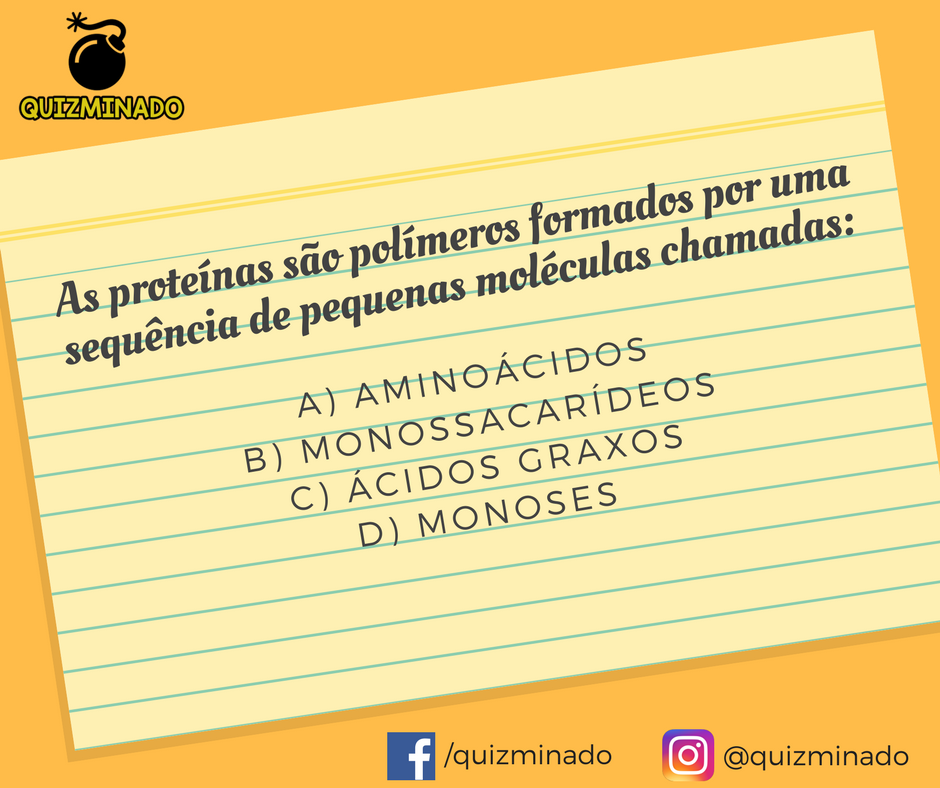 QUIZMINADO
As proteínas são polímeros formados por uma
sequência de pequenas moléculas chamadas:
A) AMINOÁCIDOS
B) MONOSSACARÍDEOS
C) ÁCIDOS GRAXOS
D) MONOSES
/quizminado
@quizminado